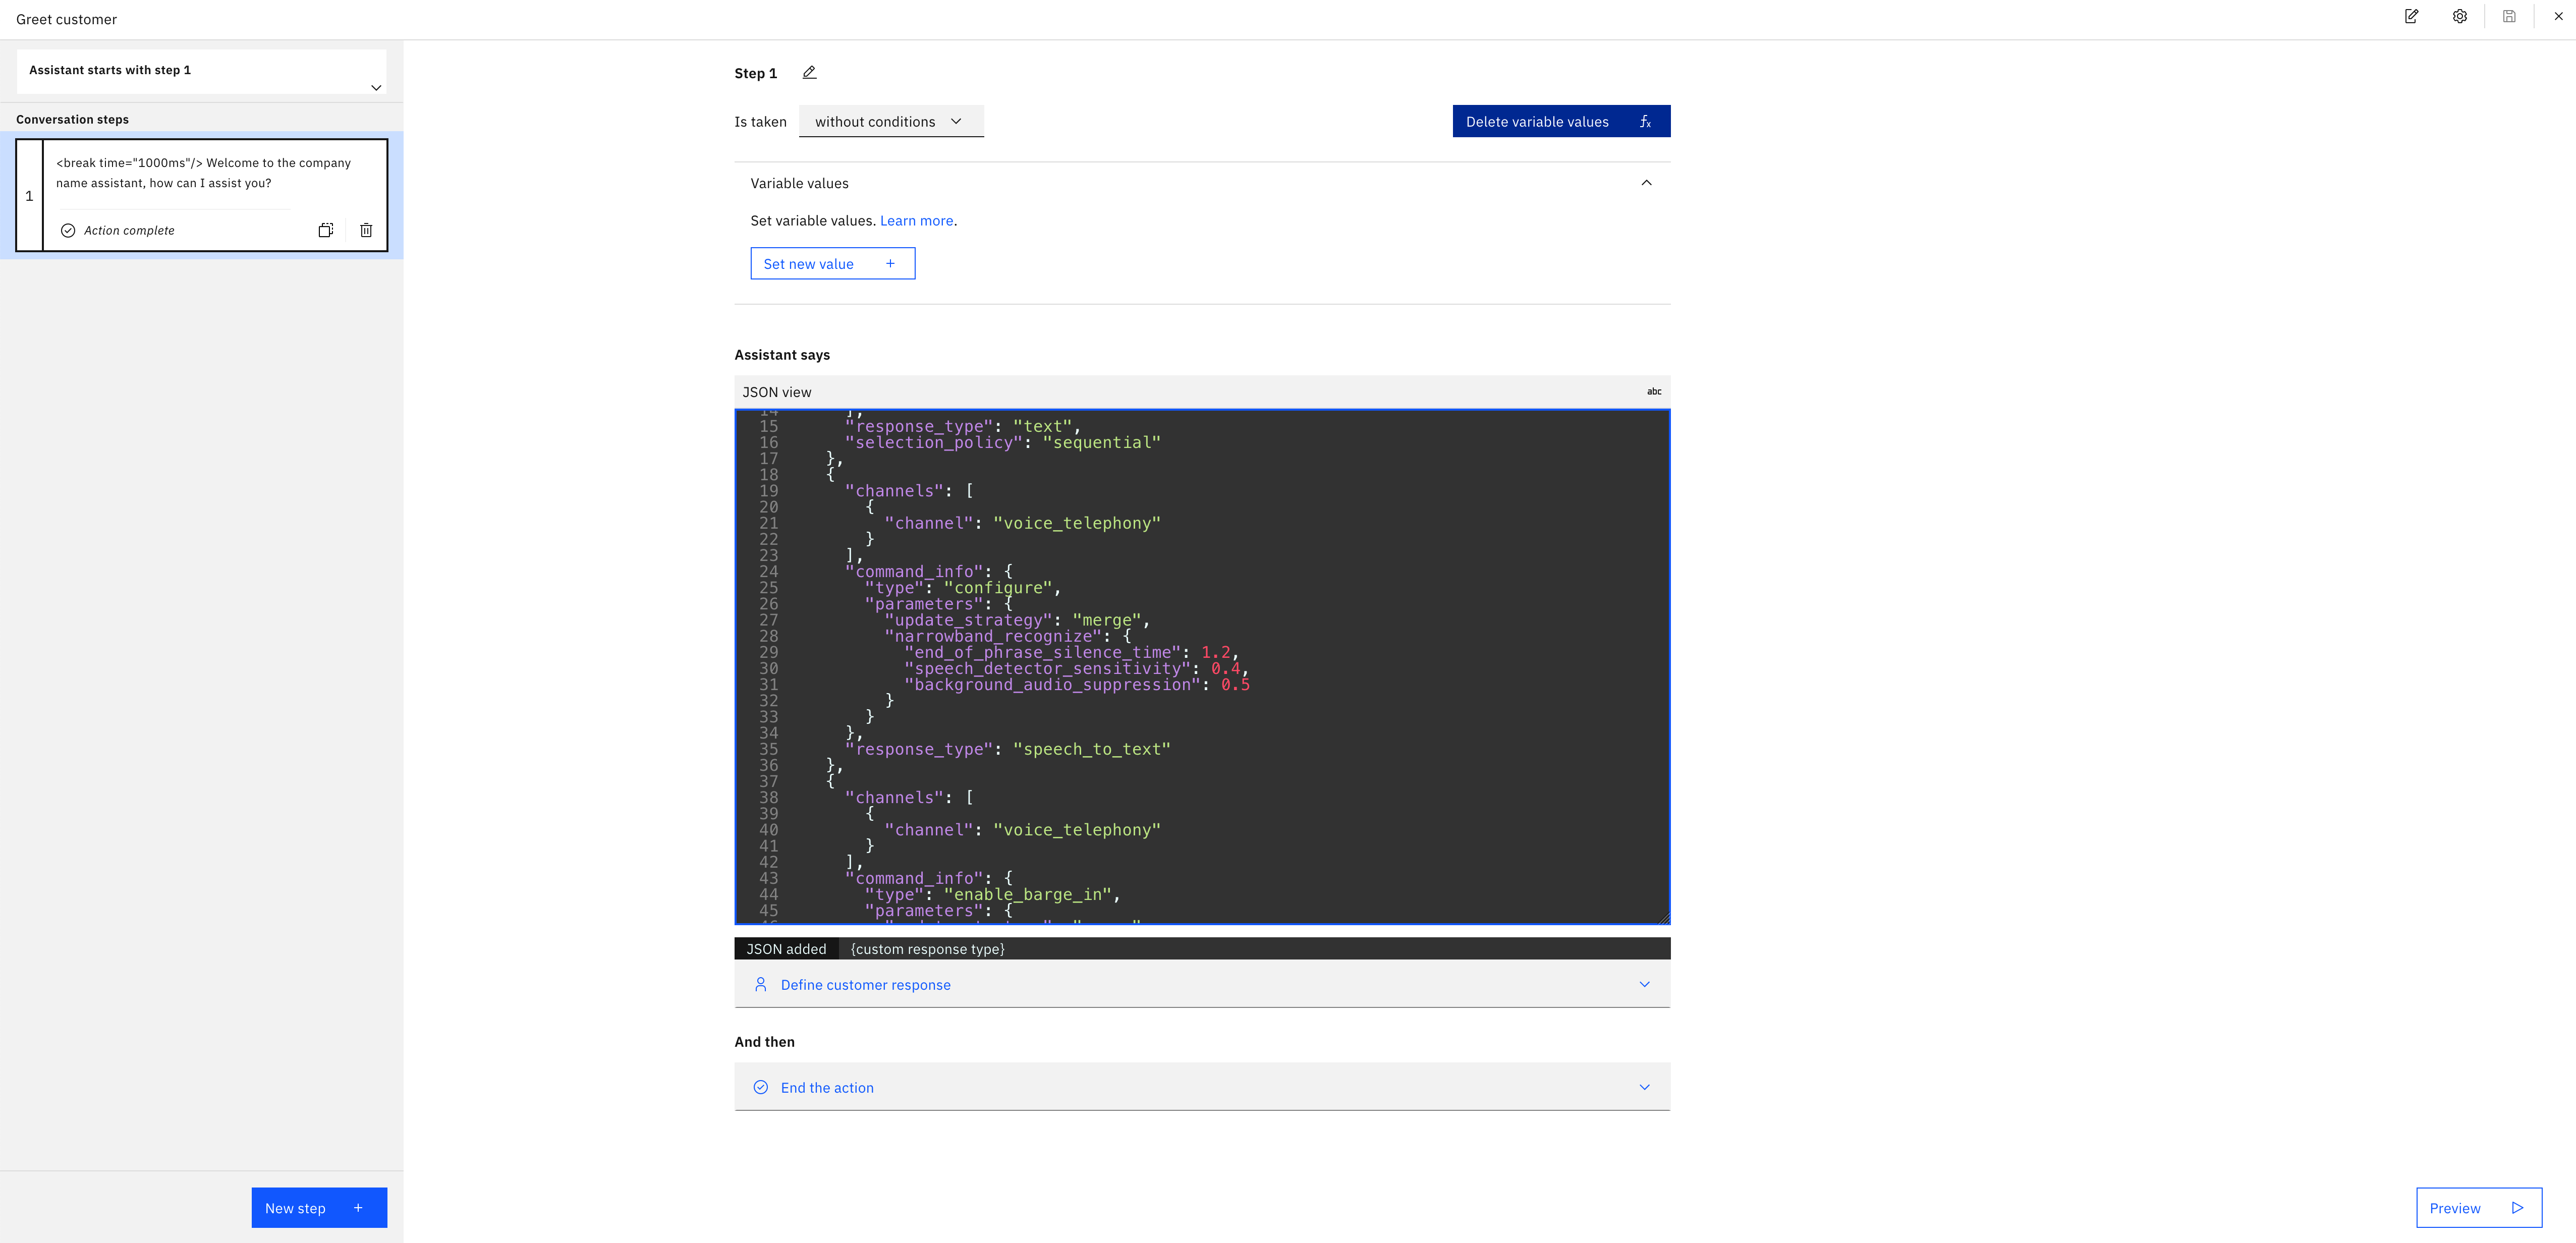 Greet customer
Assistant starts with step 1
Conversation steps
1
<break time="1000ms"/> Welcome to the company
name assistant, how can I assist you?
Action complete
New step +
Step 1
Is taken without conditions
Delete variable values fx
Variable values
Set variable values. Learn more.
Set new value +
Assistant says
JSON view abc
14 ],
15 "response_type": "text",
16 "selection_policy": "sequential"
17 },
18 {
19 "channels": [
20 {
21 "channel": "voice_telephony"
22 }
23 ],
24 "command_info": {
25 "type": "configure",
26 "parameters": {
27 "update_strategy": "merge",
28 "narrowband_recognize": {
29 "end_of_phrase_silence_time": 1.2,
30 "speech_detector_sensitivity": 0.4,
31 "background_audio_suppression": 0.5
32 }
33 }
34 },
35 "response_type": "speech_to_text"
36 },
37 {
38 "channels": [
39 {
40 "channel": "voice_telephony"
41 }
42 ],
43 "command_info": {
44 "type": "enable_barge_in",
45 "parameters": {
JSON added {custom response type}
Define customer response
And then
End the action
Preview